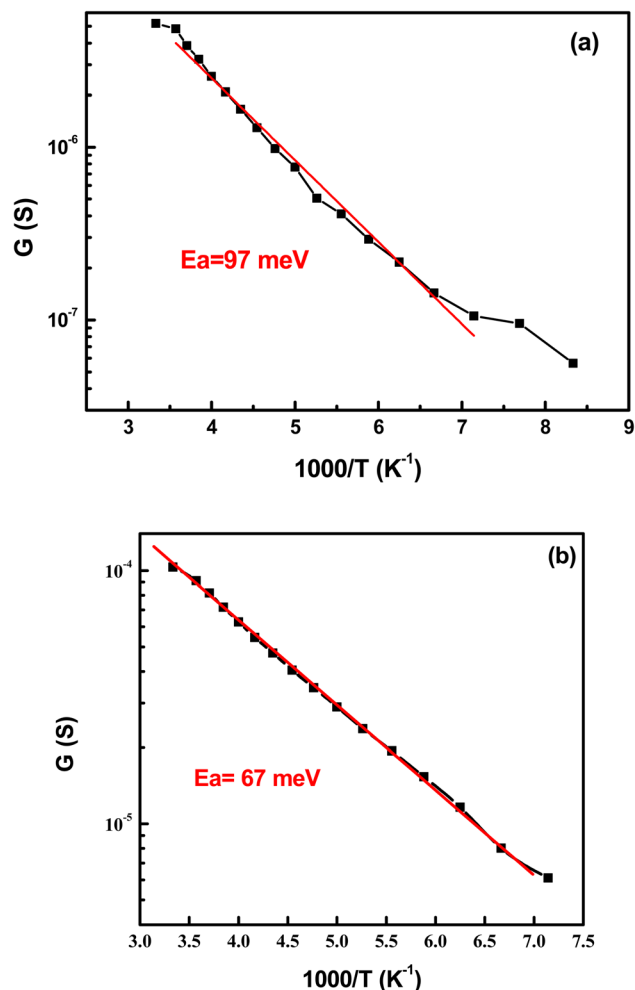 (a)
10⁻⁶
10⁻⁷
G (S)
Ea=97 meV
3 4 5 6 7 8 9
1000/T (K⁻¹)
(b)
10⁻⁴
10⁻⁵
G (S)
Ea= 67 meV
3.0 3.5 4.0 4.5 5.0 5.5 6.0 6.5 7.0 7.5
1000/T (K⁻¹)